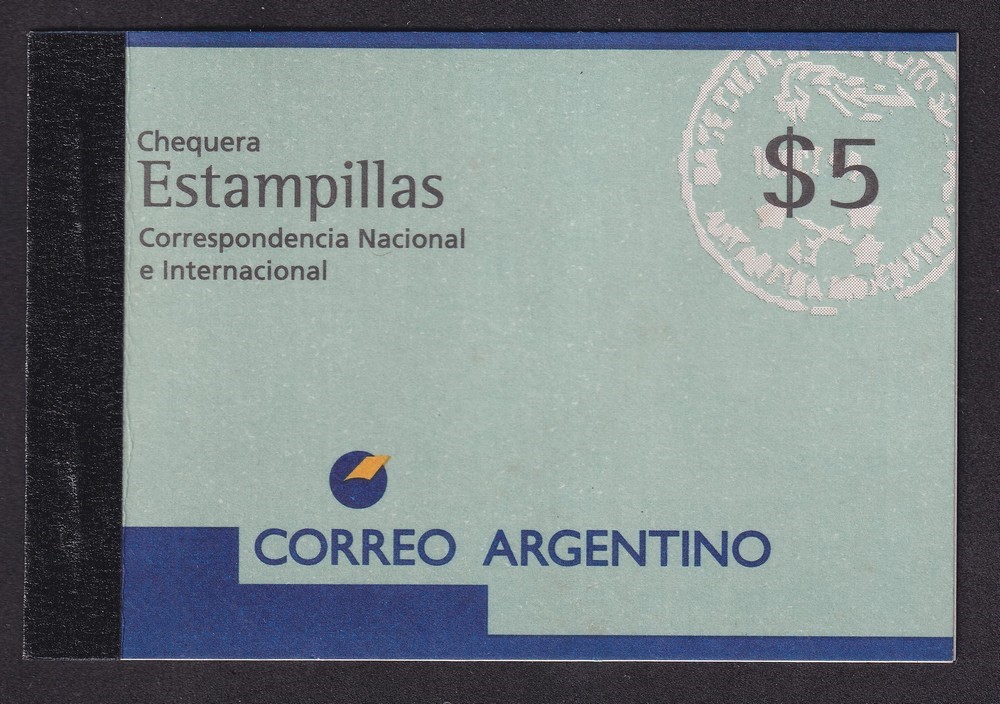 Chequera
Estampillas
Correspondencia Nacional
e Internacional
$5
CORREO ARGENTINO